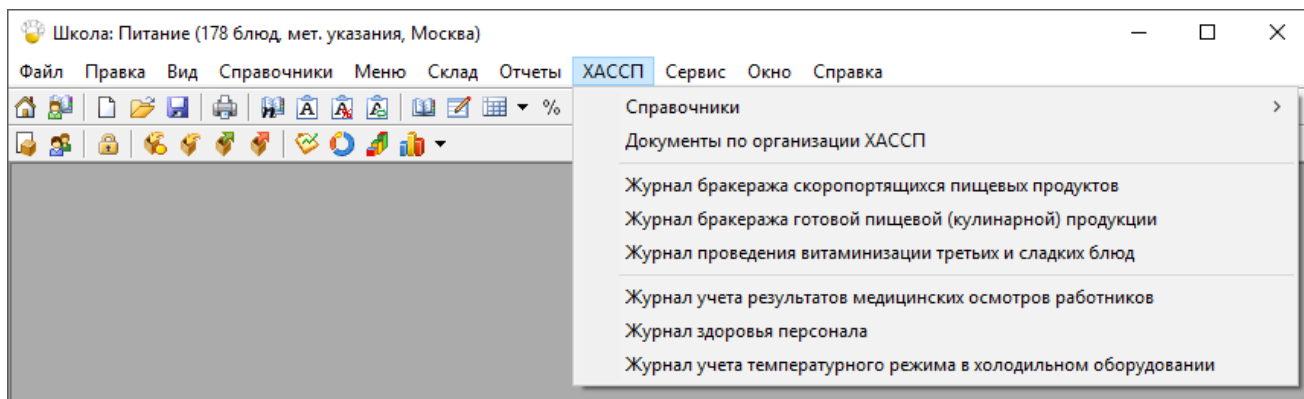 Школа: Питание (178 блюд, мет. указания, Москва)
Файл Правка Вид Справочники Меню Склад Отчеты ХАССП Сервис Окно Справка
%
Справочники
Документы по организации ХАССП
Журнал бракеража скоропортящихся пищевых продуктов
Журнал бракеража готовой пищевой (кулинарной) продукции
Журнал проведения витаминизации третьих и сладких блюд
Журнал учета результатов медицинских осмотров работников
Журнал здоровья персонала
Журнал учета температурного режима в холодильном оборудовании